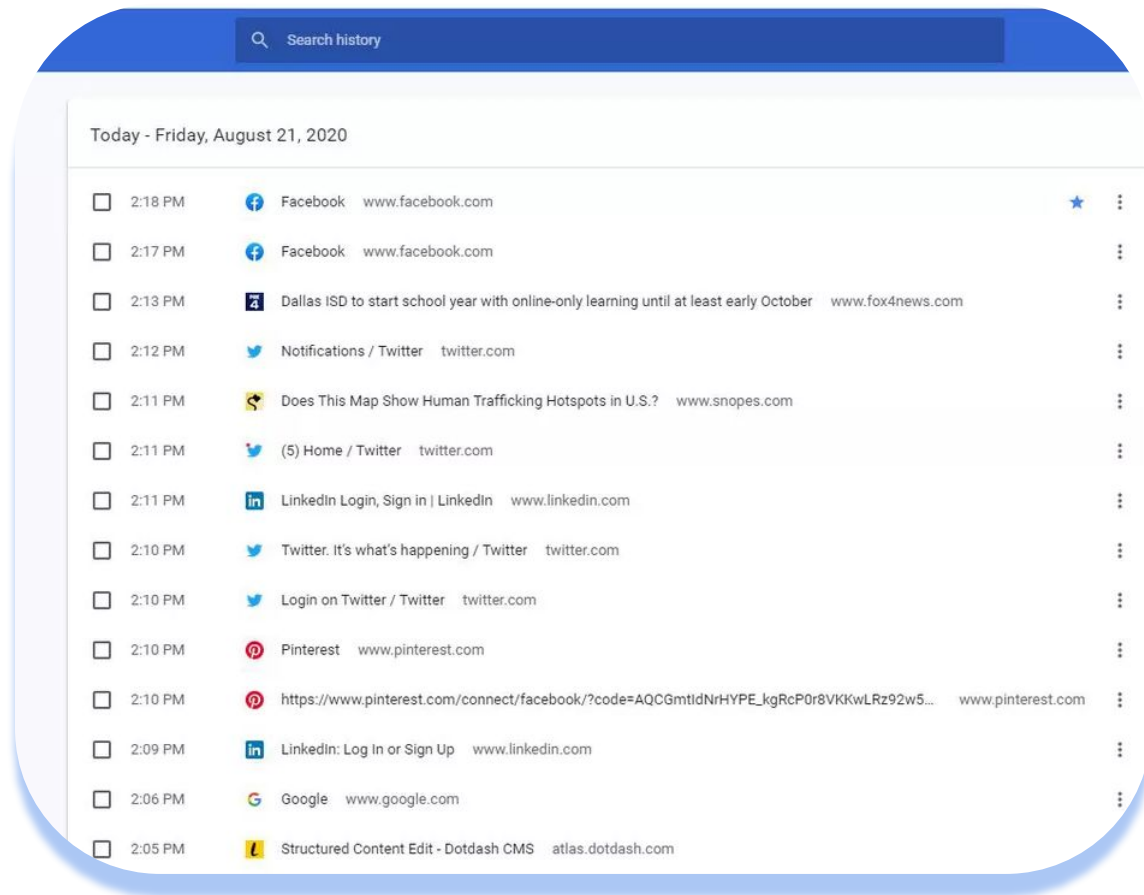 Search history
Today - Friday, August 21, 2020
2:18 PM Facebook www.facebook.com
2:17 PM Facebook www.facebook.com
2:13 PM Dallas ISD to start school year with online-only learning until at least early October www.fox4news.com
2:12 PM Notifications / Twitter twitter.com
2:11 PM Does This Map Show Human Trafficking Hotspots in U.S.? www.snopes.com
2:11 PM (5) Home / Twitter twitter.com
2:11 PM LinkedIn Login, Sign in | LinkedIn www.linkedin.com
2:10 PM Twitter. It's what's happening / Twitter twitter.com
2:10 PM Login on Twitter / Twitter twitter.com
2:10 PM Pinterest www.pinterest.com
2:10 PM https://www.pinterest.com/connect/facebook/?code=AQCGmtIdNrHYPE_kgRcP0r8VKKwLRz92w5... www.pinterest.com
2:09 PM LinkedIn: Log In or Sign Up www.linkedin.com
2:06 PM Google www.google.com
2:05 PM Structured Content Edit - Dotdash CMS atlas.dotdash.com